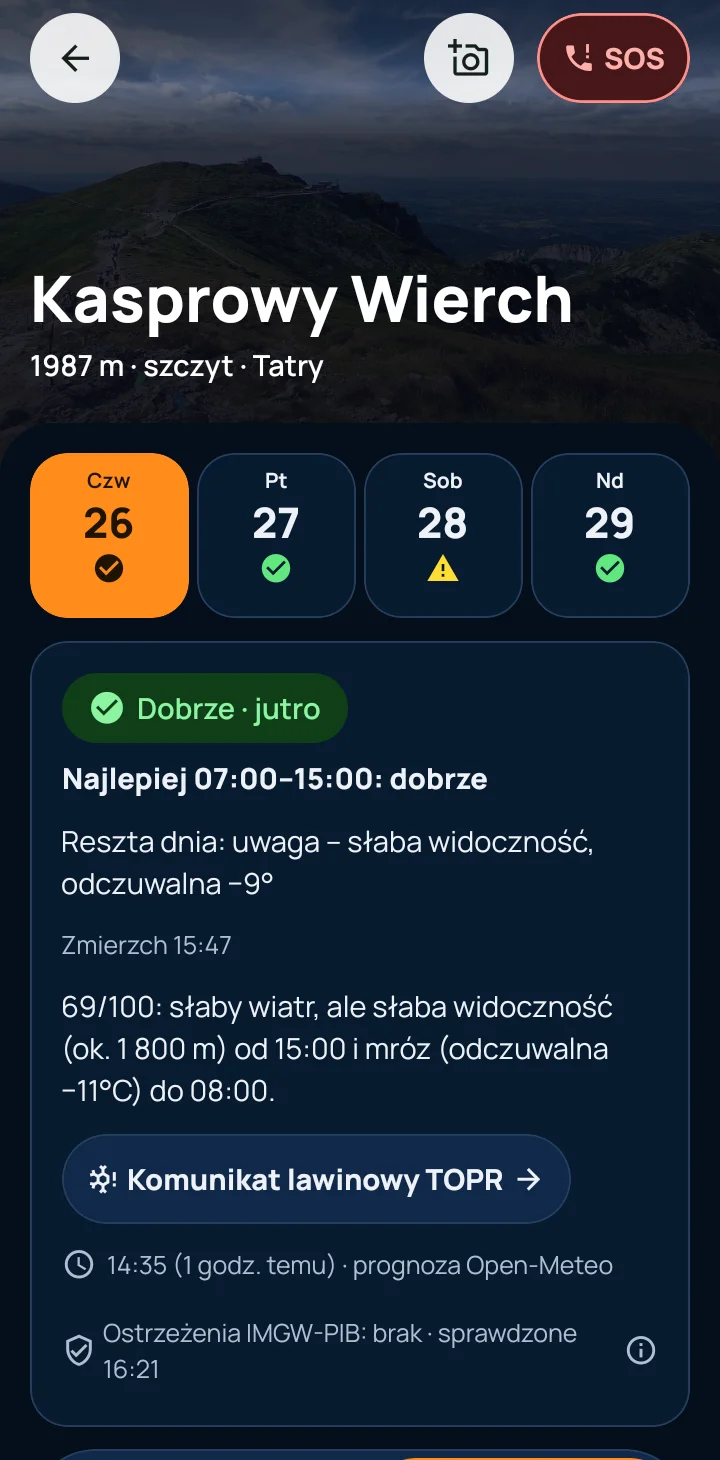 SOS
Kasprowy Wierch
1987 m · szczyt · Tatry
Czw
26
Pt
27
Sob
28
Nd
29
Dobrze · jutro
Najlepiej 07:00–15:00: dobrze
Reszta dnia: uwaga – słaba widoczność,
odczuwalna −9°
Zmierzch 15:47
69/100: słaby wiatr, ale słaba widoczność
(ok. 1 800 m) od 15:00 i mróz (odczuwalna
−11°C) do 08:00.
Komunikat lawinowy TOPR →
14:35 (1 godz. temu) · prognoza Open-Meteo
Ostrzeżenia IMGW-PIB: brak · sprawdzone
16:21